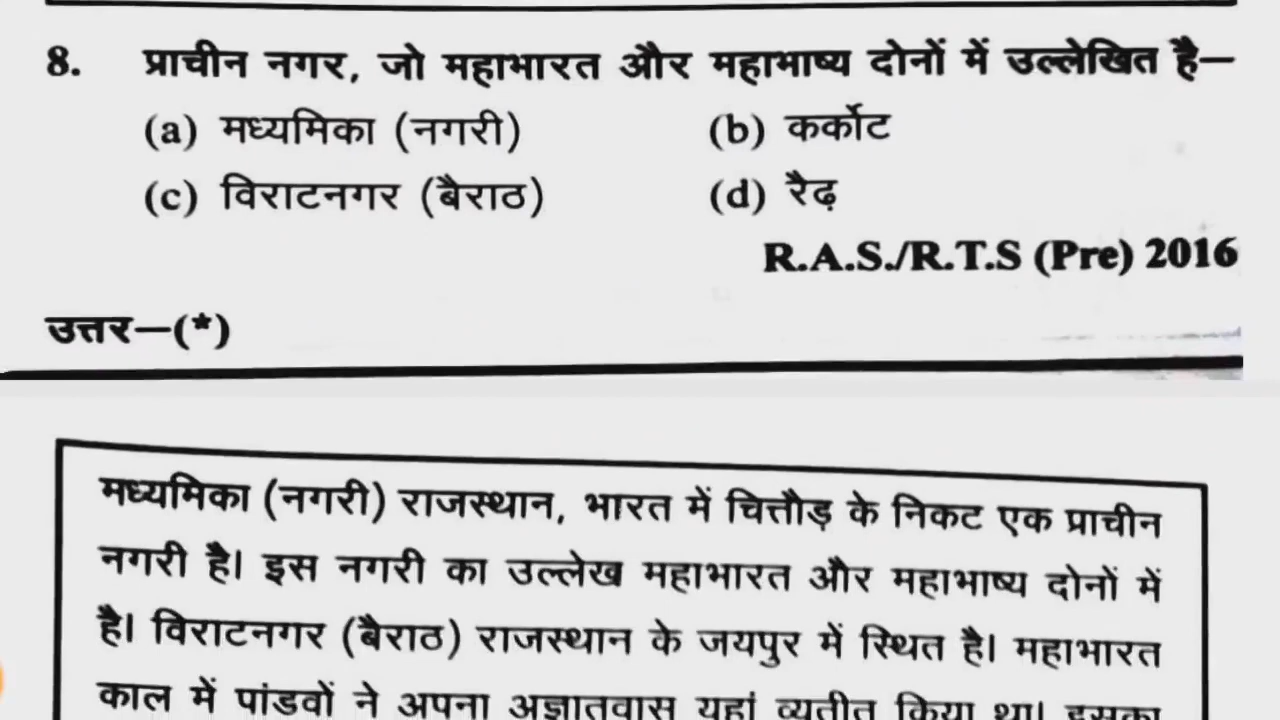 8. प्राचीन नगर, जो महाभारत और महाभाष्य दोनों में उल्लेखित है—
(a) मध्यमिका (नगरी) (b) कर्कोट
(c) विराटनगर (बैराठ) (d) रैढ़
R.A.S./R.T.S (Pre) 2016
उत्तर—(*)
मध्यमिका (नगरी) राजस्थान, भारत में चित्तौड़ के निकट एक प्राचीन
नगरी है। इस नगरी का उल्लेख महाभारत और महाभाष्य दोनों में
है। विराटनगर (बैराठ) राजस्थान के जयपुर में स्थित है। महाभारत
काल में पांडवों ने अपना अज्ञातवास यहां व्यतीत किया था। इसका